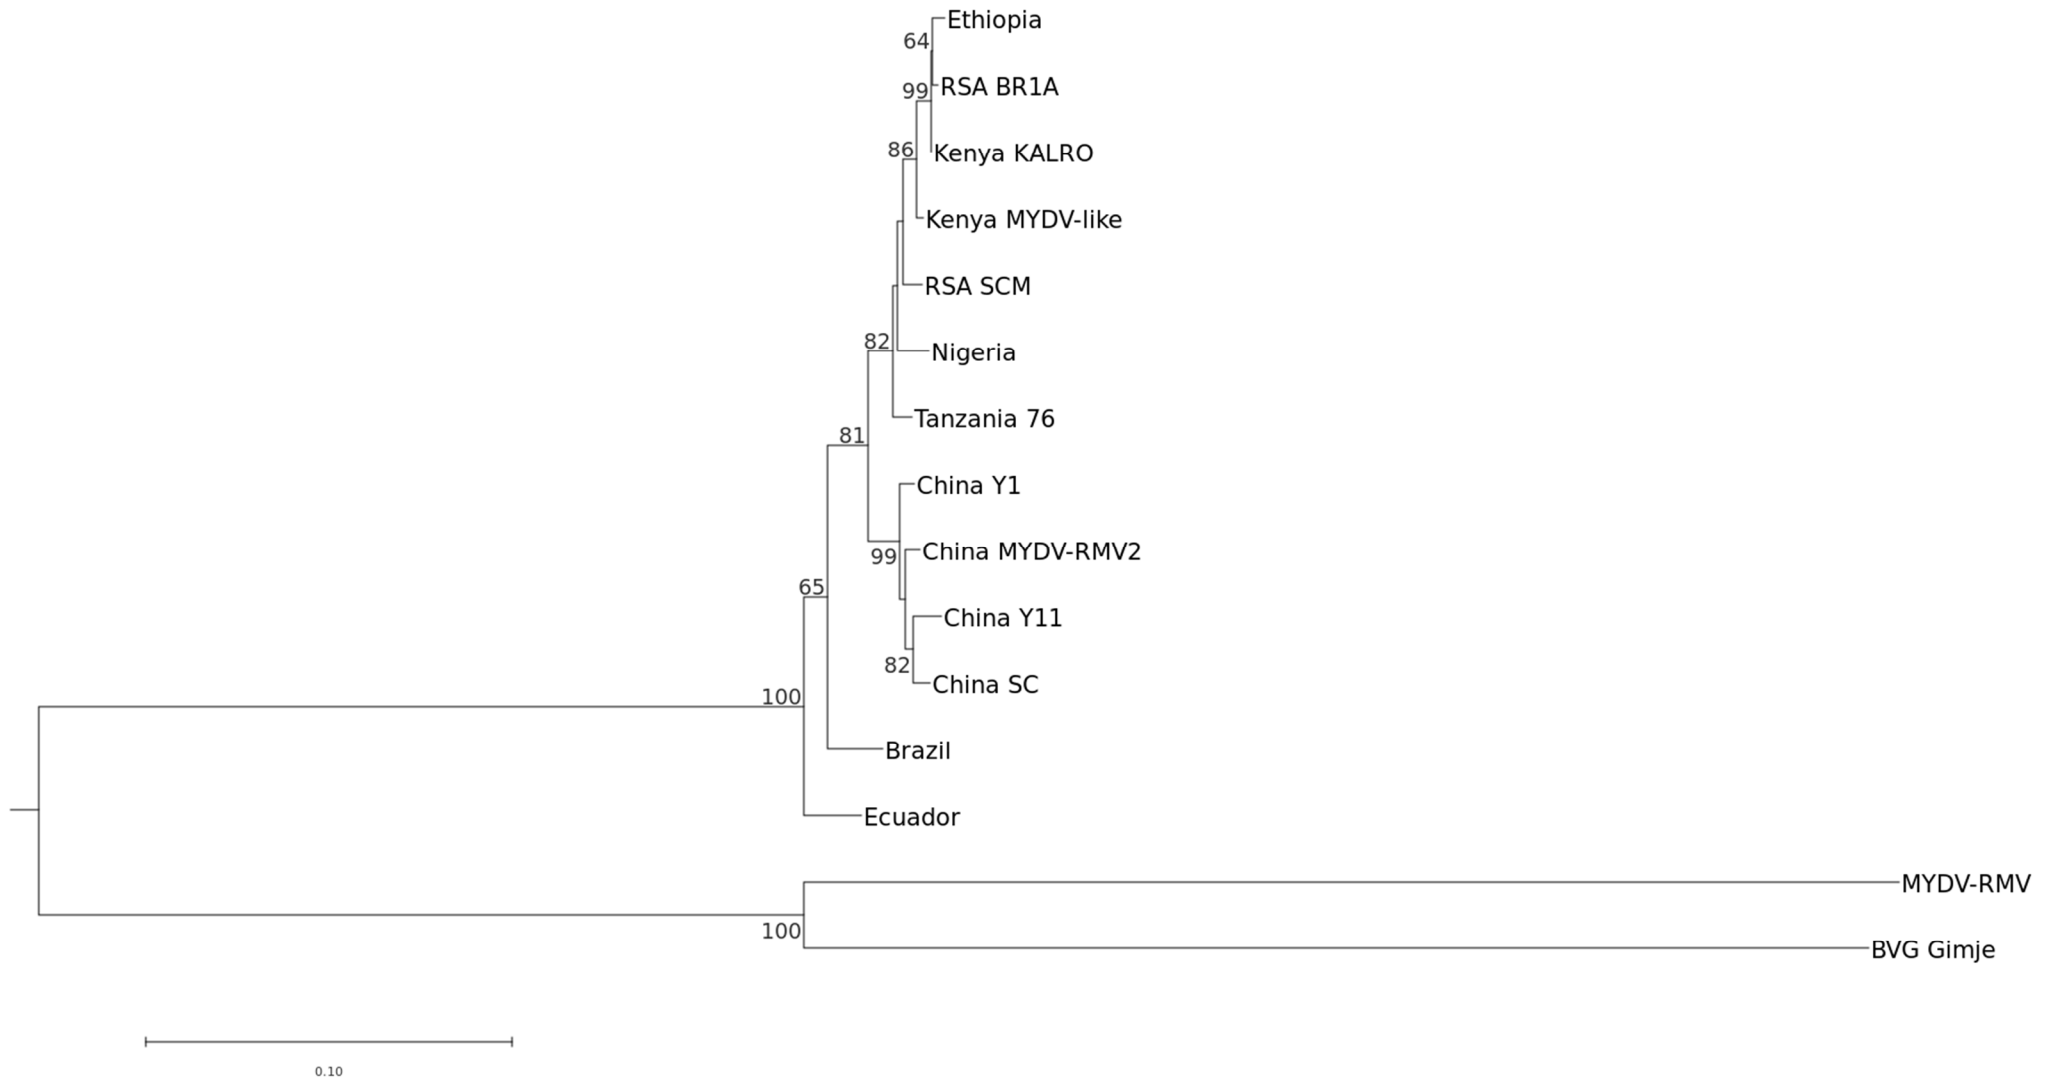 Ethiopia
64
RSA BR1A
99
Kenya KALRO
86
Kenya MYDV-like
RSA SCM
82
Nigeria
Tanzania 76
81
China Y1
China MYDV-RMV2
99
65
China Y11
82
China SC
100
Brazil
Ecuador
MYDV-RMV
100
BVG Gimje
0.10